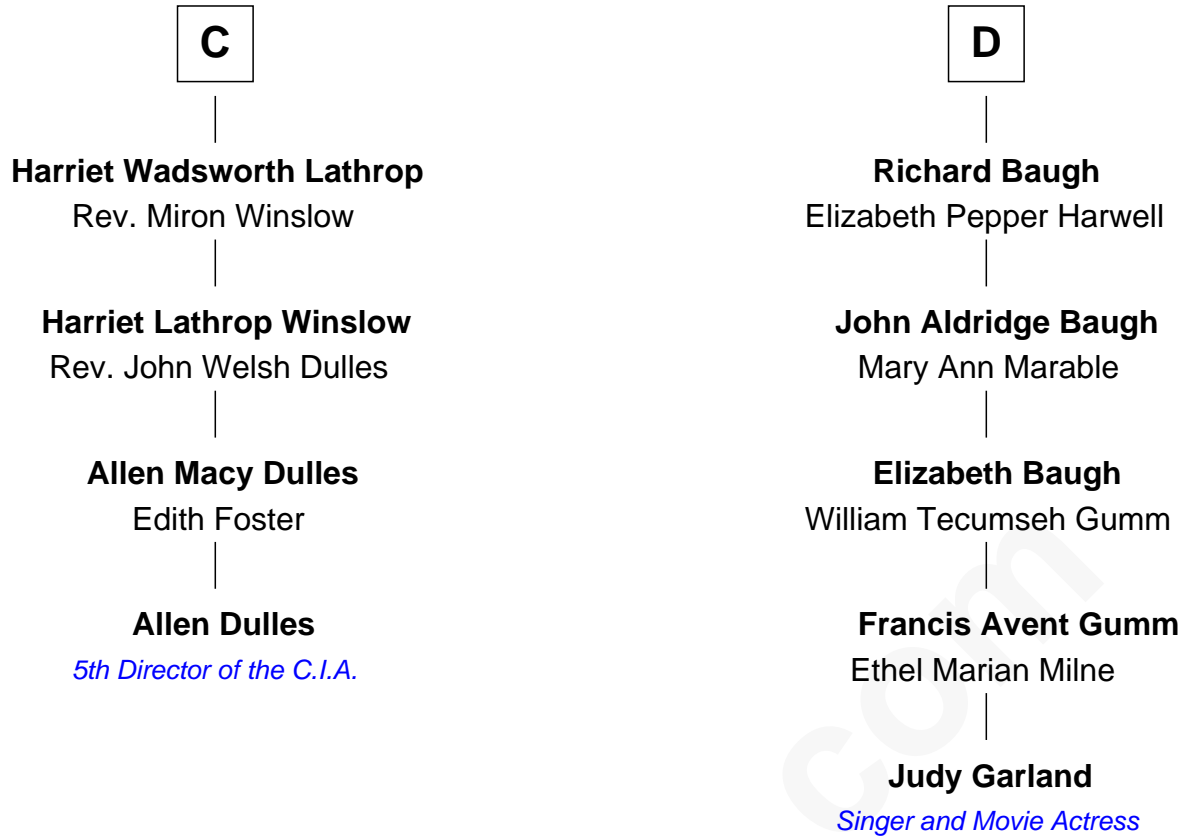 C
Harriet Wadsworth Lathrop
Rev. Miron Winslow
Harriet Lathrop Winslow
Rev. John Welsh Dulles
Allen Macy Dulles
Edith Foster
Allen Dulles
5th Director of the C.I.A.
D
Richard Baugh
Elizabeth Pepper Harwell
John Aldridge Baugh
Mary Ann Marable
Elizabeth Baugh
William Tecumseh Gumm
Francis Avent Gumm
Ethel Marian Milne
Judy Garland
Singer and Movie Actress
com